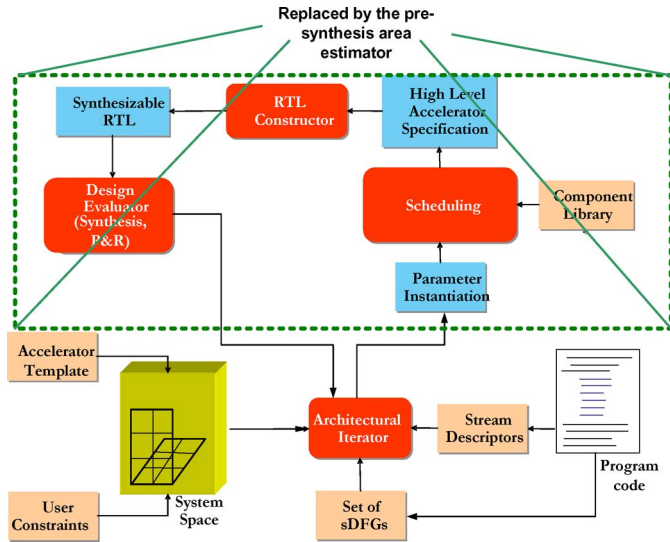 Replaced by the pre-
synthesis area
estimator
Synthesizable
RTL
RTL
Constructor
High Level
Accelerator
Specification
Design
Evaluator
(Synthesis,
P&R)
Scheduling
Component
Library
Parameter
Instantiation
Accelerator
Template
Architectural
Iterator
Stream
Descriptors
Program
code
User
Constraints
System
Space
Set of
sDFGs